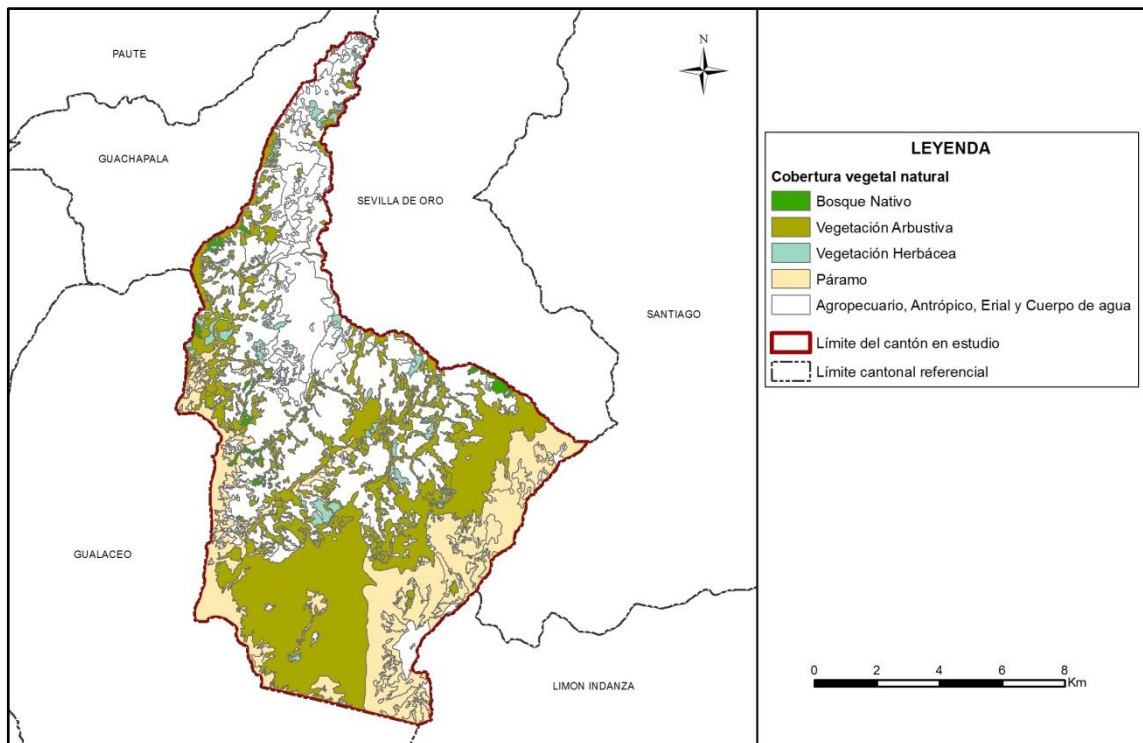 PAUTE
N
GUACHAPALA
SEVILLA DE ORO
SANTIAGO
GUALACEO
LIMON INDANZA
LEYENDA
Cobertura vegetal natural
Bosque Nativo
Vegetación Arbustiva
Vegetación Herbácea
Páramo
Agropecuario, Antrópico, Erial y Cuerpo de agua
Límite del cantón en estudio
Límite cantonal referencial
0 2 4 6 8
Km